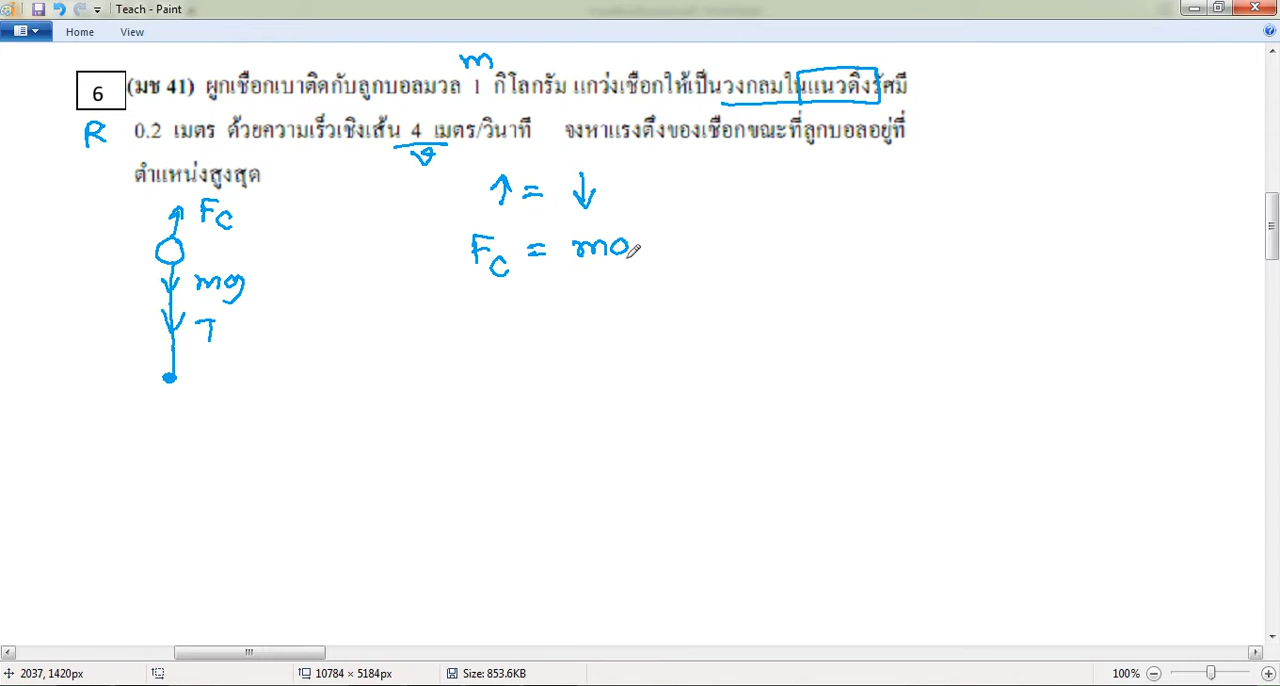 Teach - Paint
Home View
m
6 (มช 41) ผูกเชือกเบาติดกับลูกบอลมวล 1 กิโลกรัม แกว่งเชือกให้เป็นวงกลมในแนวดิ่งรัศมี
R 0.2 เมตร ด้วยความเร็วเชิงเส้น 4 เมตร/วินาที จงหาแรงตึงของเชือกขณะที่ลูกบอลอยู่ที่
v
ตำแหน่งสูงสุด
↑ = ↓
FC
FC = mo
mg
T
2037, 1420px 10784 × 5184px Size: 853.6KB 100%